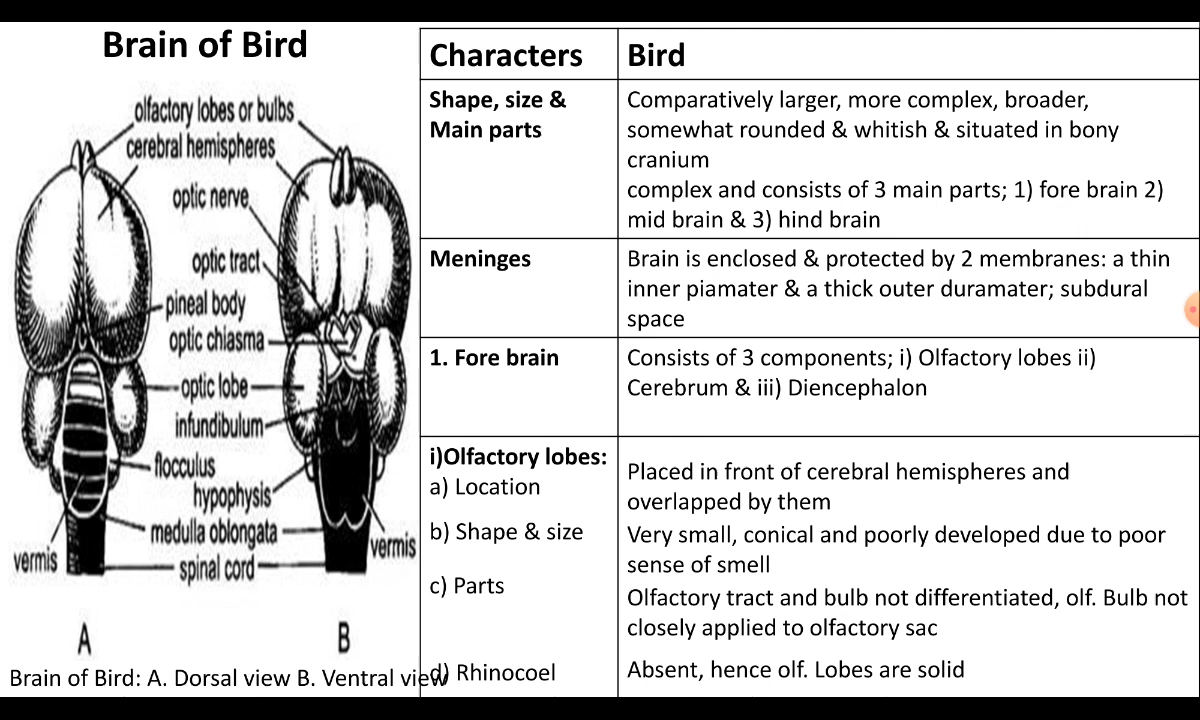 Brain of Bird
olfactory lobes or bulbs
cerebral hemispheres
optic nerve
optic tract
pineal body
optic chiasma
optic lobe
infundibulum
flocculus
hypophysis
medulla oblongata
vermis
vermis
spinal cord
A
B
Brain of Bird: A. Dorsal view B. Ventral view
Characters
Bird
Shape, size &
Main parts
Comparatively larger, more complex, broader,
somewhat rounded & whitish & situated in bony
cranium
complex and consists of 3 main parts; 1) fore brain 2)
mid brain & 3) hind brain
Meninges
Brain is enclosed & protected by 2 membranes: a thin
inner piamater & a thick outer duramater; subdural
space
1. Fore brain
Consists of 3 components; i) Olfactory lobes ii)
Cerebrum & iii) Diencephalon
i)Olfactory lobes:
a) Location
Placed in front of cerebral hemispheres and
overlapped by them
b) Shape & size
Very small, conical and poorly developed due to poor
sense of smell
c) Parts
Olfactory tract and bulb not differentiated, olf. Bulb not
closely applied to olfactory sac
d) Rhinocoel
Absent, hence olf. Lobes are solid